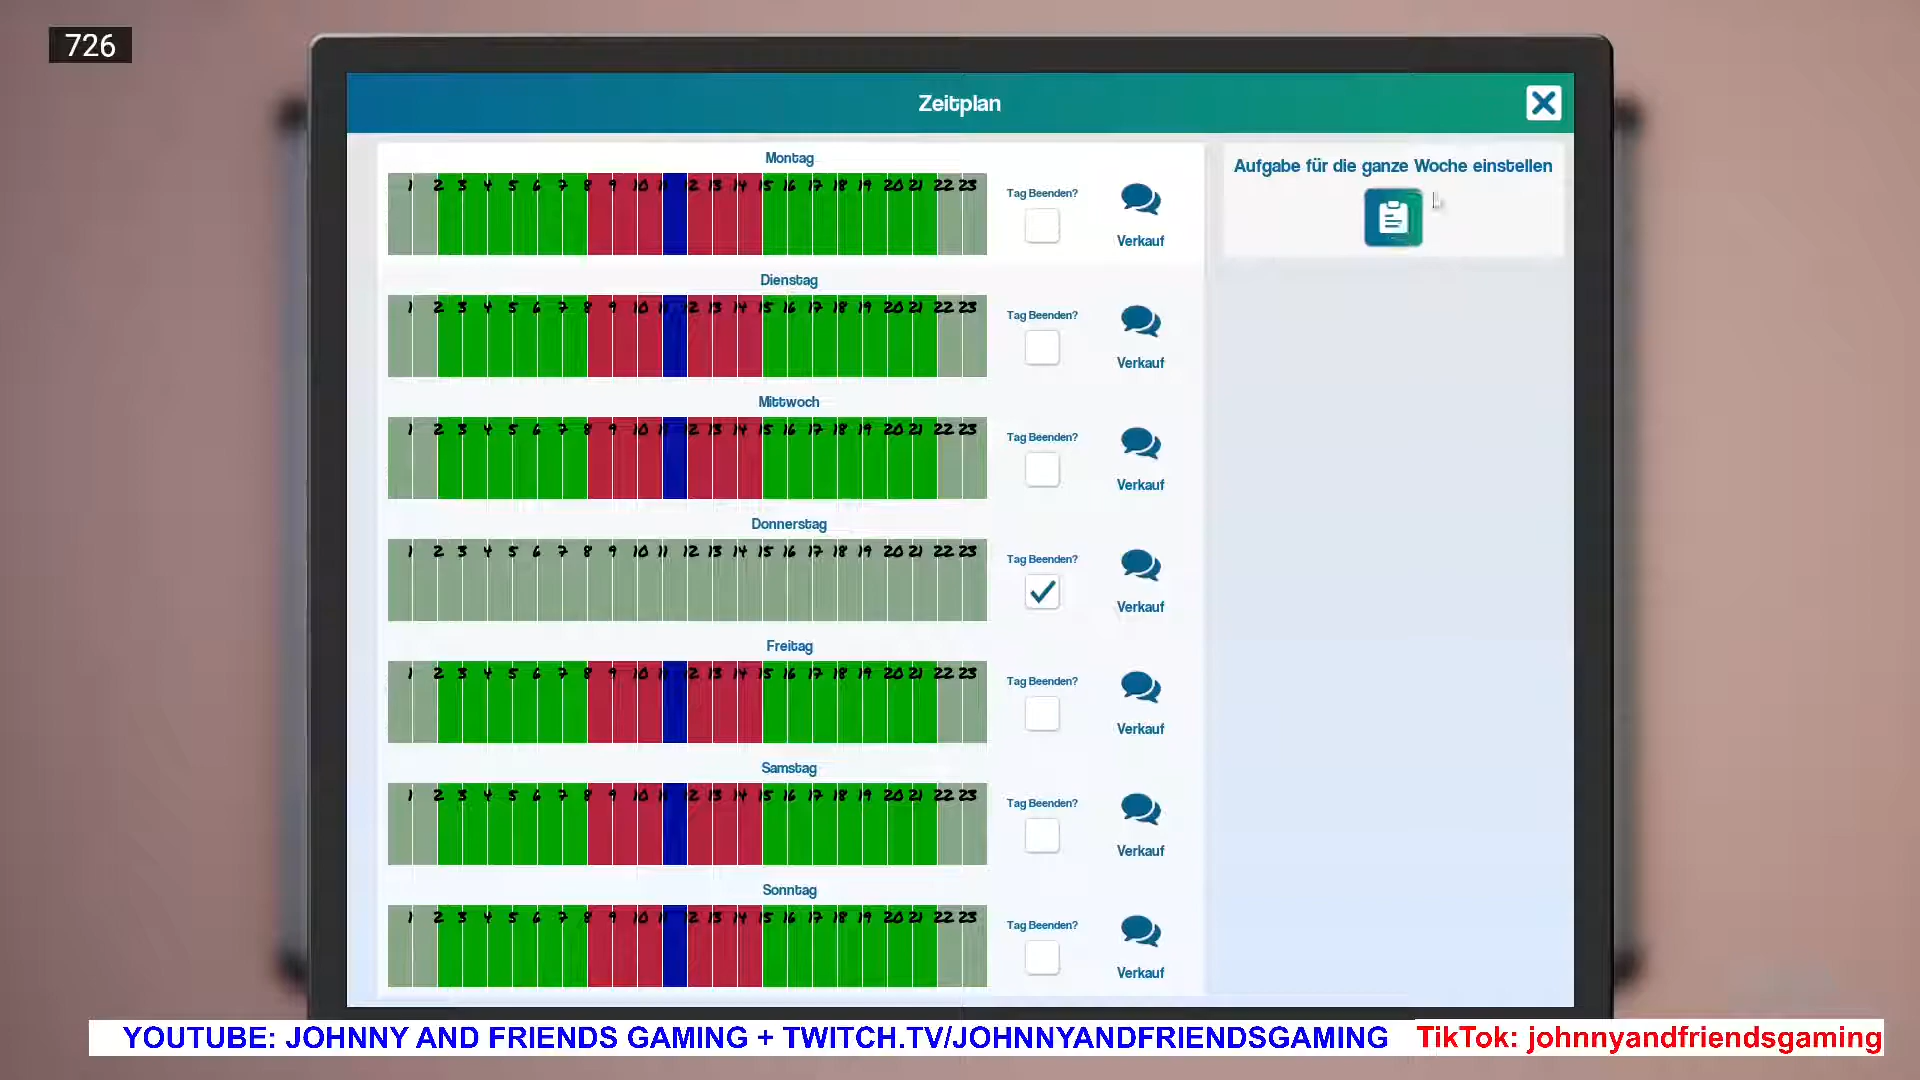 726
Zeitplan
Aufgabe für die ganze Woche einstellen
Montag
1 2 3 4 5 6 7 8 9 10 11 12 13 14 15 16 17 18 19 20 21 22 23
Tag Beenden?
Verkauf
Dienstag
1 2 3 4 5 6 7 8 9 10 11 12 13 14 15 16 17 18 19 20 21 22 23
Tag Beenden?
Verkauf
Mittwoch
1 2 3 4 5 6 7 8 9 10 11 12 13 14 15 16 17 18 19 20 21 22 23
Tag Beenden?
Verkauf
Donnerstag
1 2 3 4 5 6 7 8 9 10 11 12 13 14 15 16 17 18 19 20 21 22 23
Tag Beenden?
Verkauf
Freitag
1 2 3 4 5 6 7 8 9 10 11 12 13 14 15 16 17 18 19 20 21 22 23
Tag Beenden?
Verkauf
Samstag
1 2 3 4 5 6 7 8 9 10 11 12 13 14 15 16 17 18 19 20 21 22 23
Tag Beenden?
Verkauf
Sonntag
1 2 3 4 5 6 7 8 9 10 11 12 13 14 15 16 17 18 19 20 21 22 23
Tag Beenden?
Verkauf
YOUTUBE: JOHNNY AND FRIENDS GAMING + TWITCH.TV/JOHNNYANDFRIENDSGAMING TikTok: johnnyandfriendsgaming